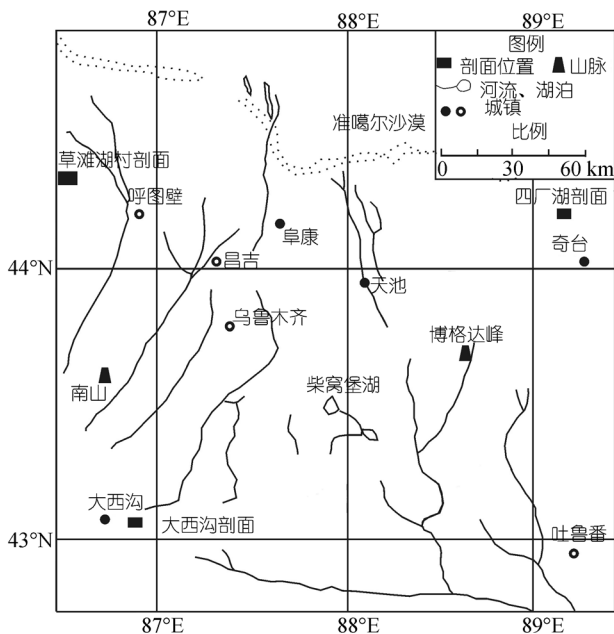 87°E 88°E 89°E
图例
剖面位置 山脉
河流、湖泊
城镇
比例
0 30 60 km
准噶尔沙漠
草滩湖村剖面
呼图壁
四厂湖剖面
阜康
奇台
44°N
昌吉
天池
乌鲁木齐
博格达峰
南山
柴窝堡湖
大西沟
大西沟剖面
吐鲁番
43°N
87°E 88°E 89°E